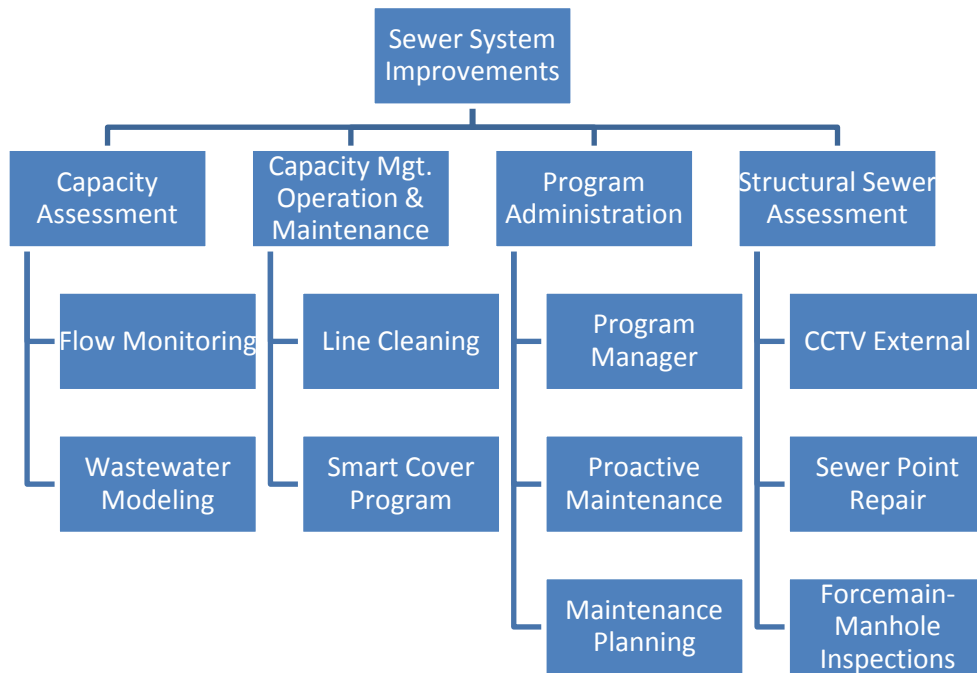 Sewer System
Improvements
Capacity
Assessment
Capacity Mgt.
Operation &
Maintenance
Program
Administration
Structural Sewer
Assessment
Flow Monitoring
Wastewater
Modeling
Line Cleaning
Smart Cover
Program
Program
Manager
Proactive
Maintenance
Maintenance
Planning
CCTV External
Sewer Point
Repair
Forcemain-
Manhole
Inspections